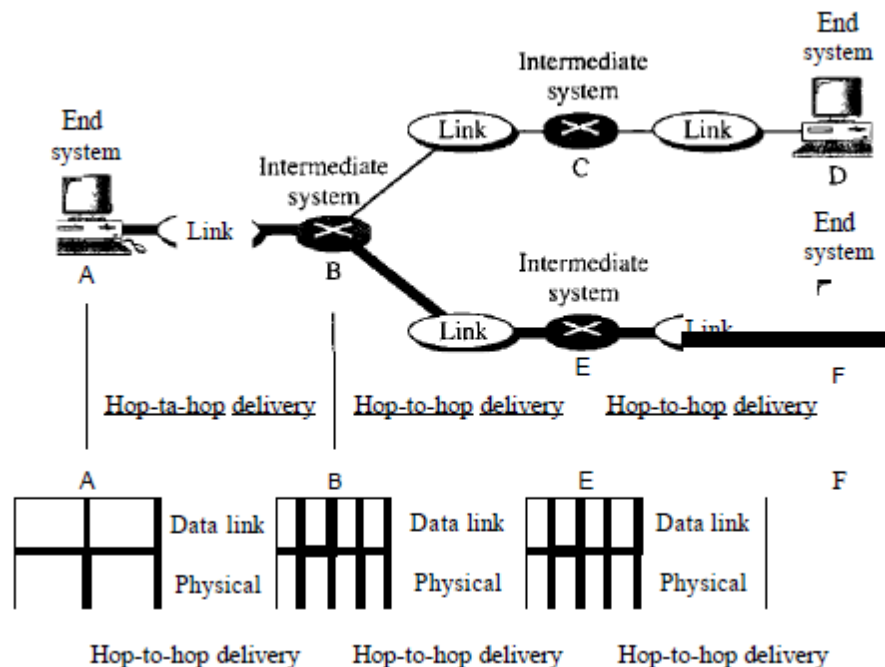 End
system
Intermediate
system
Link
Link
C
D
End
system
Intermediate
system
Link
A
B
End
system
Intermediate
system
Link
Link
E
F
Hop-ta-hop delivery
Hop-to-hop delivery
Hop-to-hop delivery
A
B
E
F
Data link
Data link
Data link
Physical
Physical
Physical
Hop-to-hop delivery
Hop-to-hop delivery
Hop-to-hop delivery